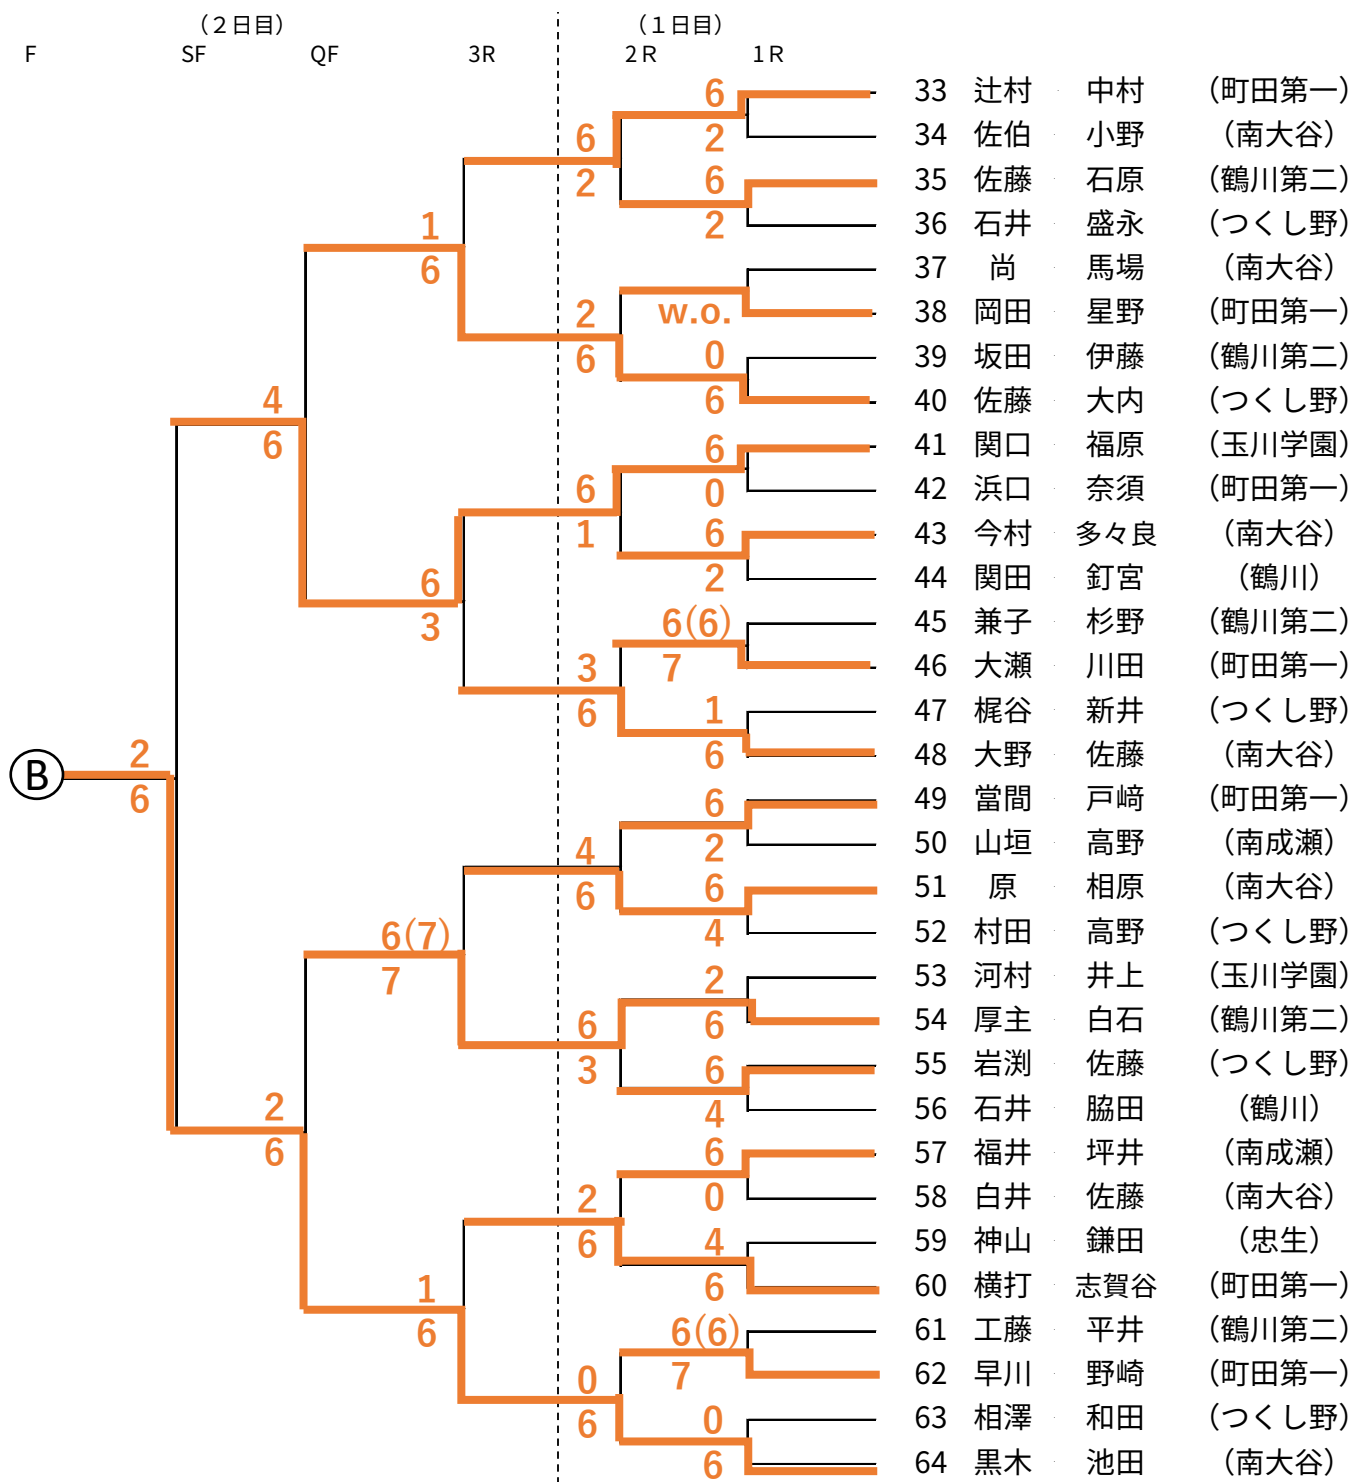 （２日目） （１日目）
F SF QF 3R 2R 1R
6 33 辻村 中村 （町田第一）
6 2 34 佐伯 小野 （南大谷）
2 6 35 佐藤 石原 （鶴川第二）
1 2 36 石井 盛永 （つくし野）
6 37 尚 馬場 （南大谷）
2 w.o. 38 岡田 星野 （町田第一）
6 0 39 坂田 伊藤 （鶴川第二）
4 6 40 佐藤 大内 （つくし野）
6 6 41 関口 福原 （玉川学園）
6 0 42 浜口 奈須 （町田第一）
1 6 43 今村 多々良 （南大谷）
6 2 44 関田 釘宮 （鶴川）
3 6(6) 45 兼子 杉野 （鶴川第二）
3 7 46 大瀬 川田 （町田第一）
6 1 47 梶谷 新井 （つくし野）
B 2 6 48 大野 佐藤 （南大谷）
6 6 49 當間 戸﨑 （町田第一）
4 2 50 山垣 高野 （南成瀬）
6 6 51 原 相原 （南大谷）
6(7) 4 52 村田 高野 （つくし野）
7 2 53 河村 井上 （玉川学園）
6 6 54 厚主 白石 （鶴川第二）
3 6 55 岩渕 佐藤 （つくし野）
2 4 56 石井 脇田 （鶴川）
6 6 57 福井 坪井 （南成瀬）
2 0 58 白井 佐藤 （南大谷）
6 4 59 神山 鎌田 （忠生）
1 6 60 横打 志賀谷 （町田第一）
6 6(6) 61 工藤 平井 （鶴川第二）
0 7 62 早川 野崎 （町田第一）
6 0 63 相澤 和田 （つくし野）
6 64 黒木 池田 （南大谷）